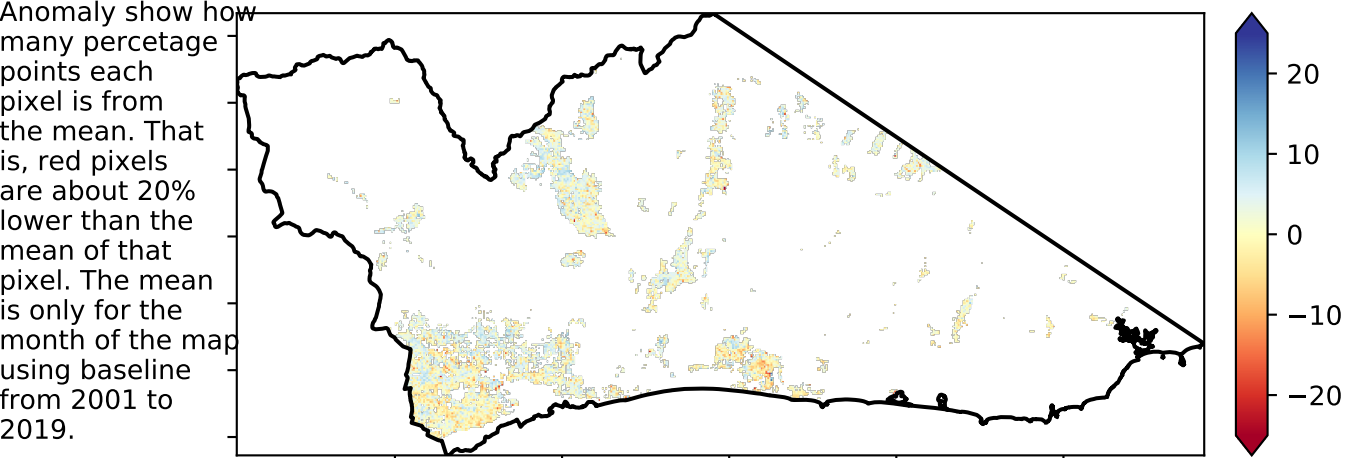 Anomaly show how
many percetage
points each
pixel is from
the mean. That
is, red pixels
are about 20%
lower than the
mean of that
pixel. The mean
is only for the
month of the map
using baseline
from 2001 to
2019.
20
10
0
−10
−20